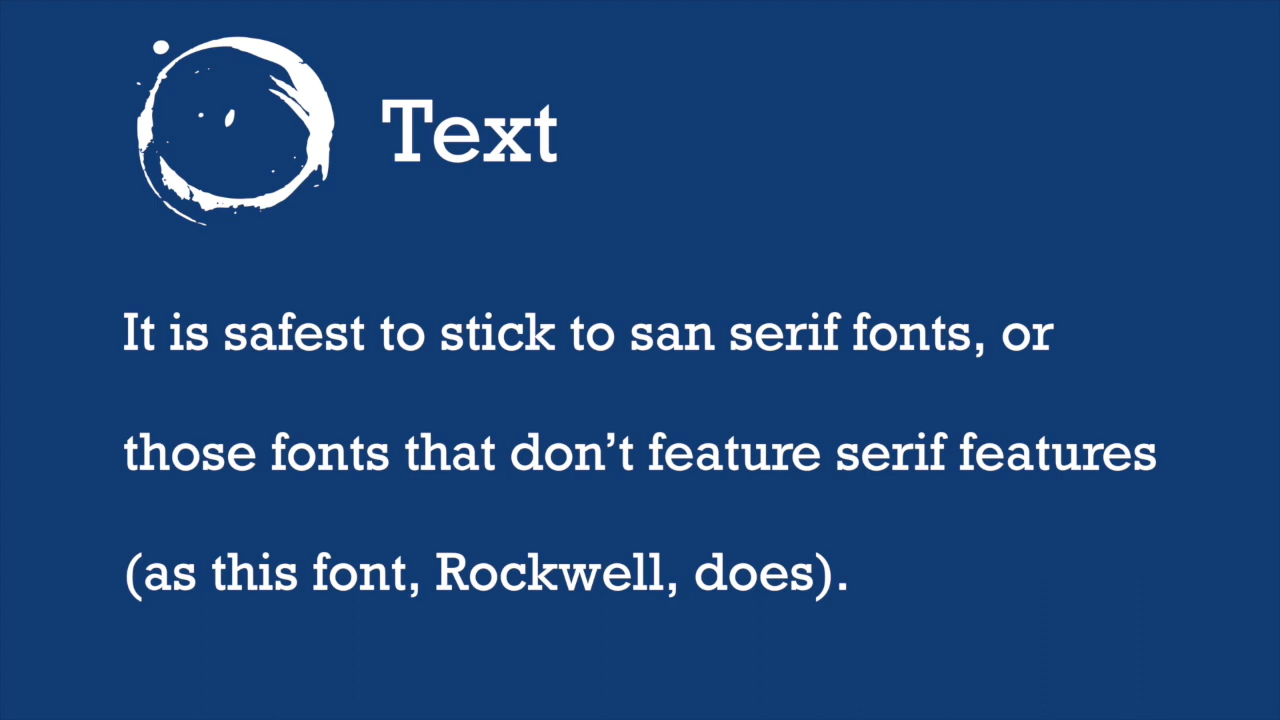 Text
It is safest to stick to san serif fonts, or
those fonts that don’t feature serif features
(as this font, Rockwell, does).